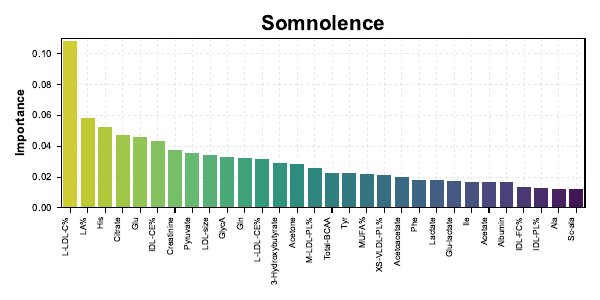 Somnolence
Importance
0.10
0.08
0.06
0.04
0.02
0.00
L-LDL-C%
LA%
His
Citrate
Glu
IDL-CE%
Creatinine
Pyruvate
LDL-size
GlycA
Gln
L-LDL-CE%
3-Hydroxybutyrate
Acetone
M-LDL-PL%
Total-BCAA
Tyr
MUFA%
XS-VLDL-PL%
Acetoacetate
Phe
Lactate
Glu-lactate
Ile
Acetate
Albumin
IDL-FC%
IDL-PL%
Ala
Sc-ala